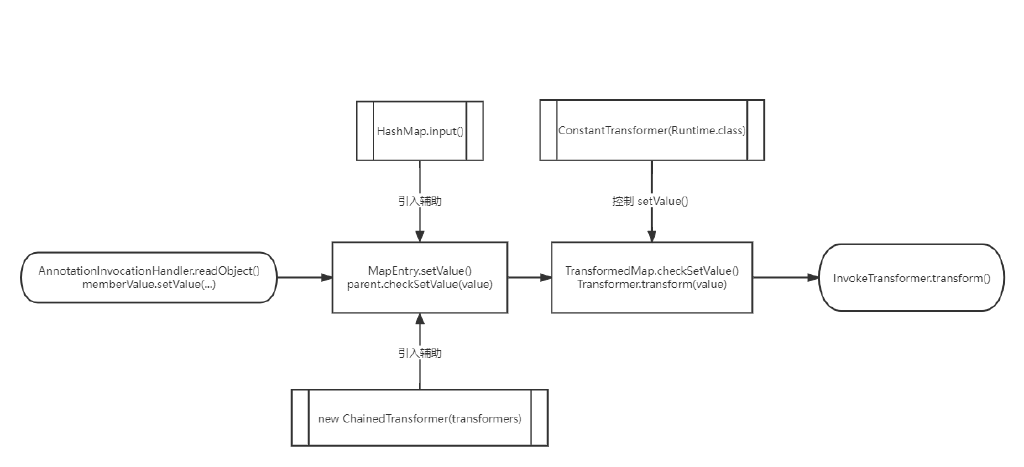 HashMap.input()
ConstantTransformer(Runtime.class)
引入辅助
控制 setValue()
AnnotationInvocationHandler.readObject()
memberValue.setValue(...)
MapEntry.setValue()
parent.checkSetValue(value)
TransformedMap.checkSetValue()
Transformer.transform(value)
InvokeTransformer.transform()
引入辅助
new ChainedTransformer(transformers)